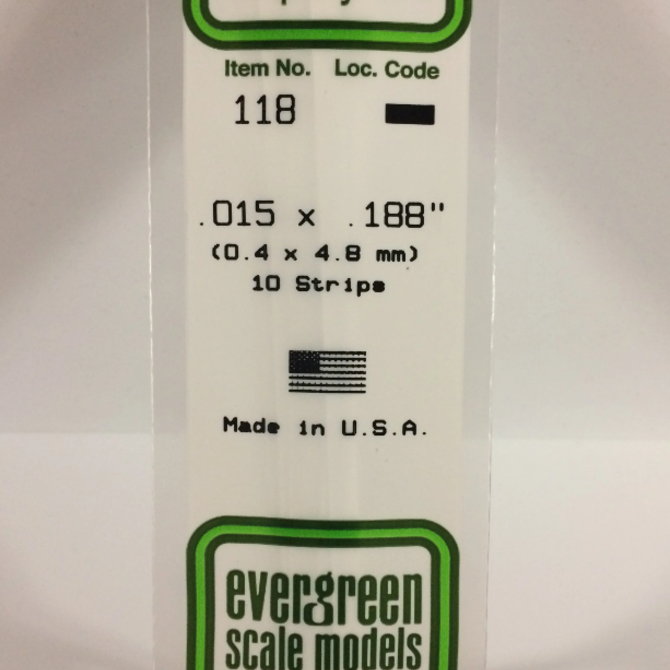 Item No. Loc. Code
118
.015 x .188"
(0.4 x 4.8 mm)
10 Strips
Made in U.S.A.
evergreen
scale models